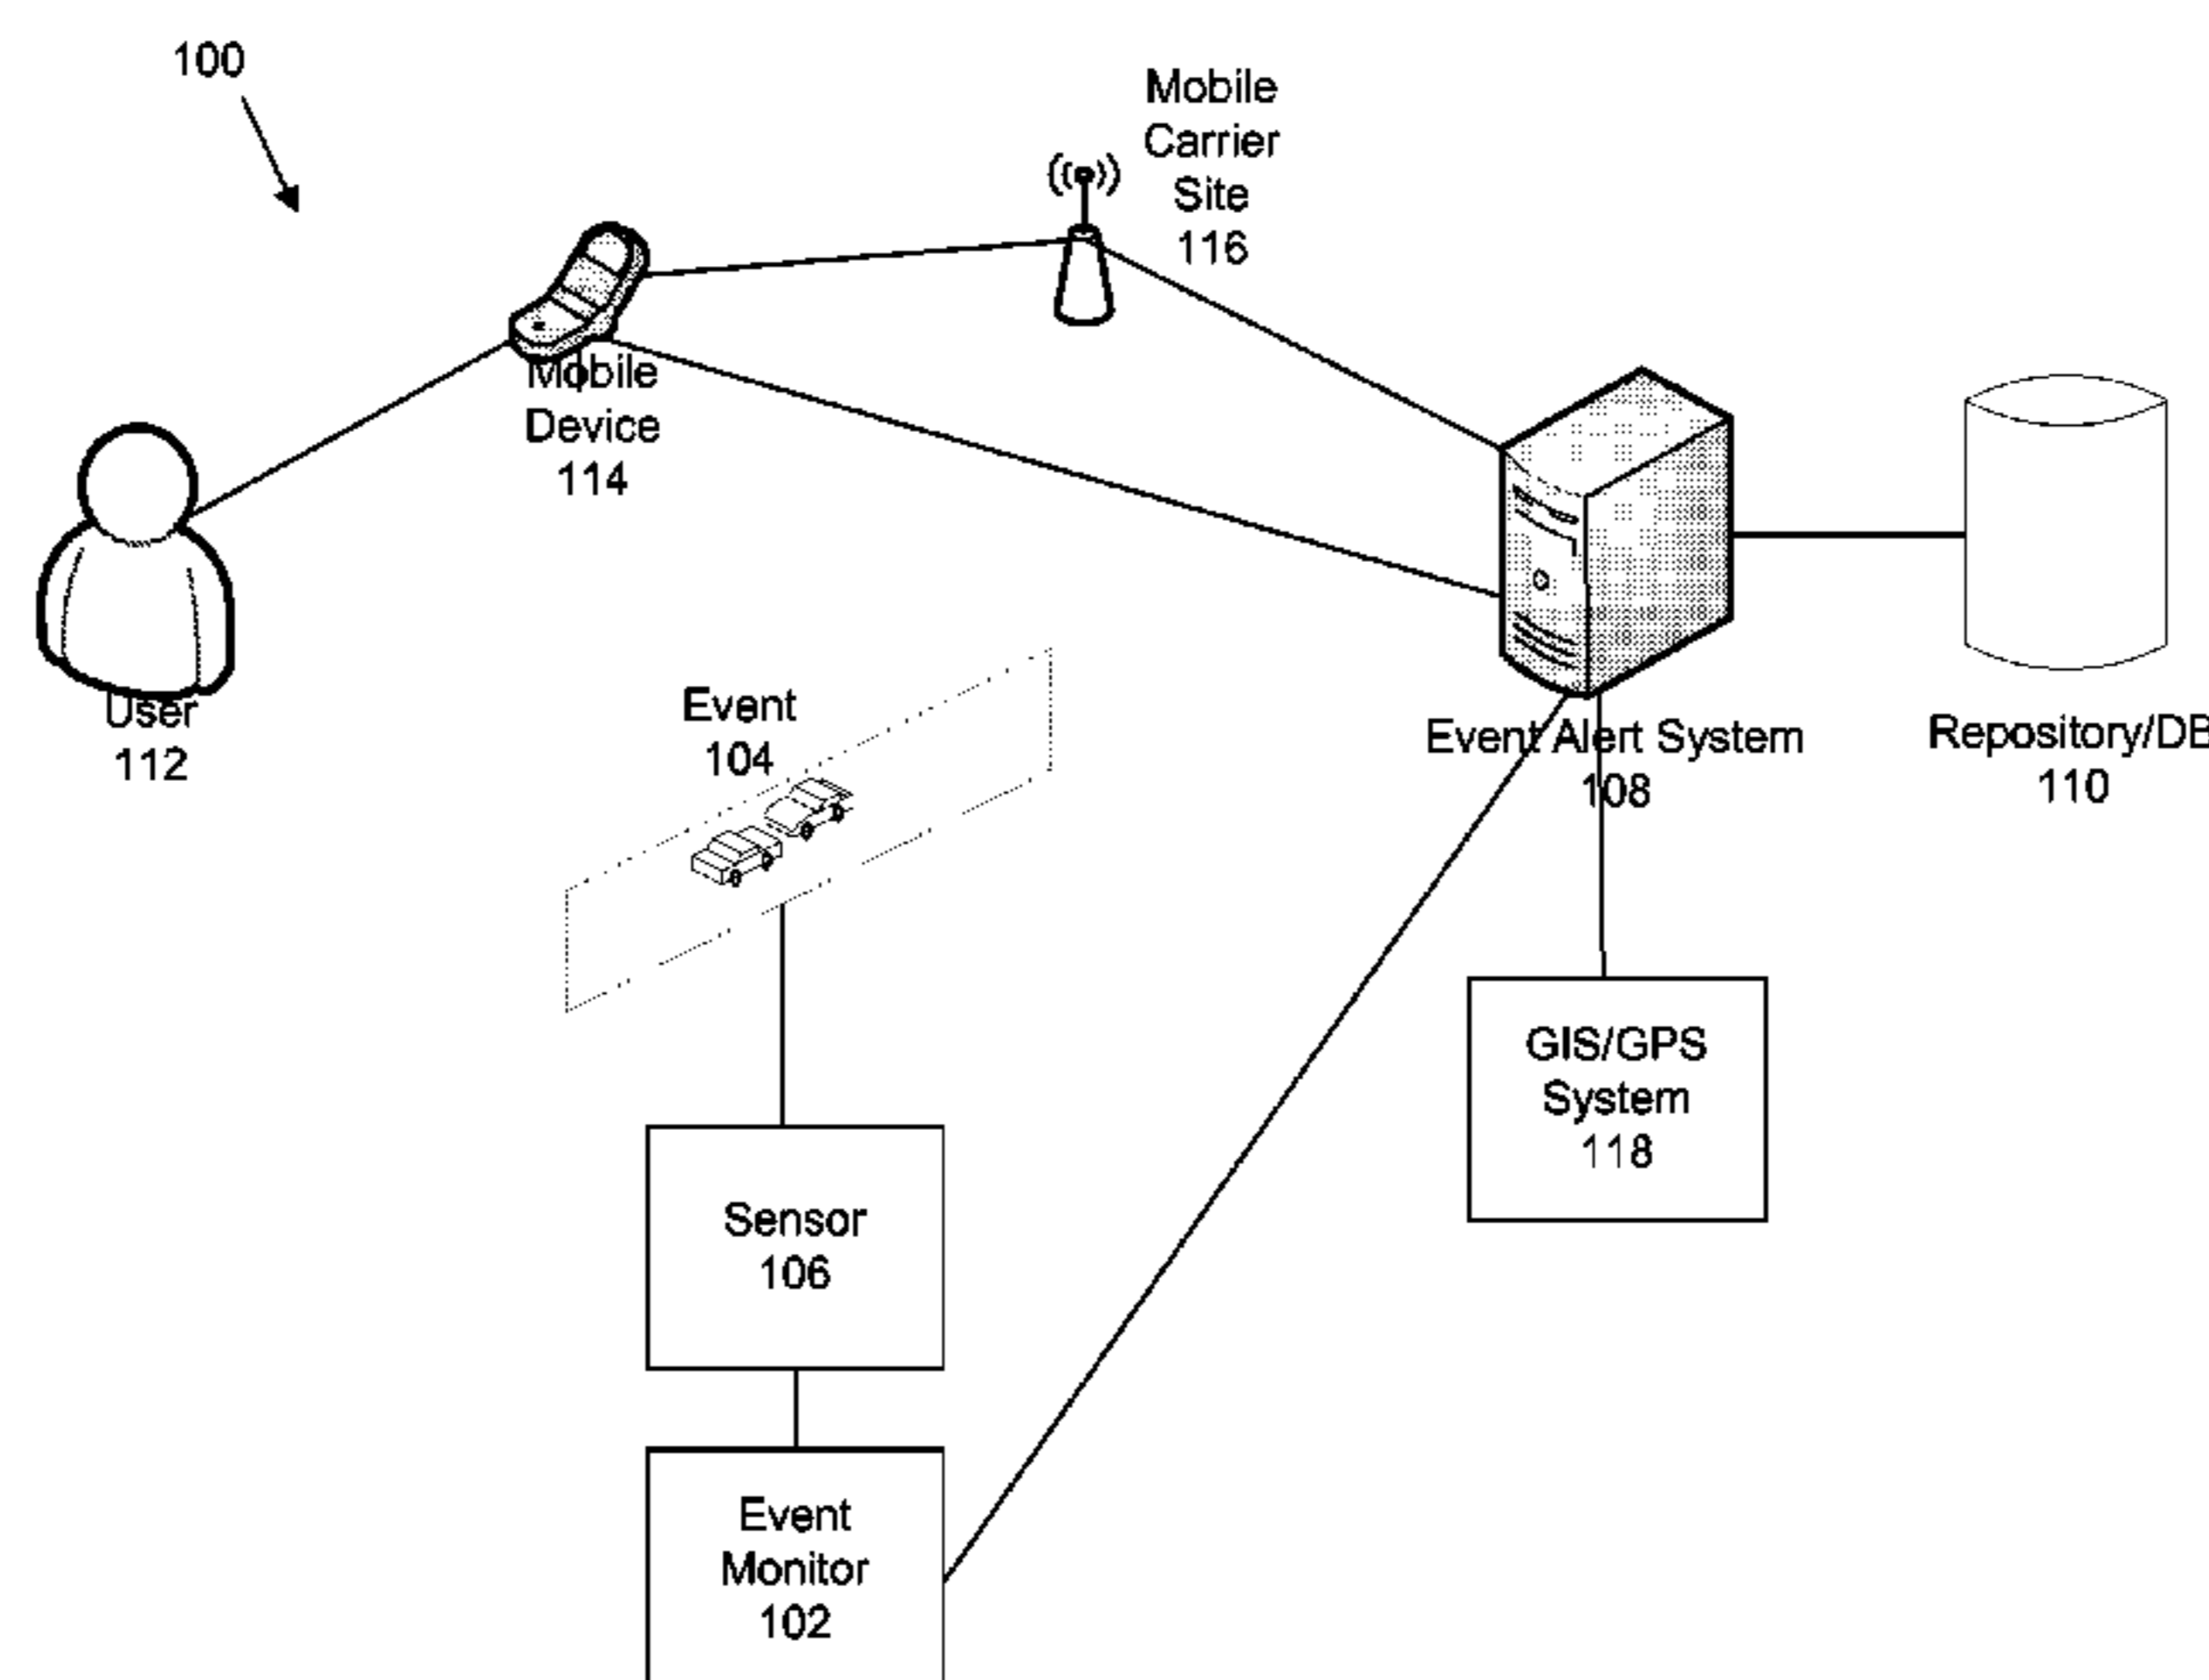 100
Mobile
Carrier
Site
116
Mobile
Device
114
User
112
Event
104
Event Alert System
108
Repository/DB
110
GIS/GPS
System
118
Sensor
106
Event
Monitor
102